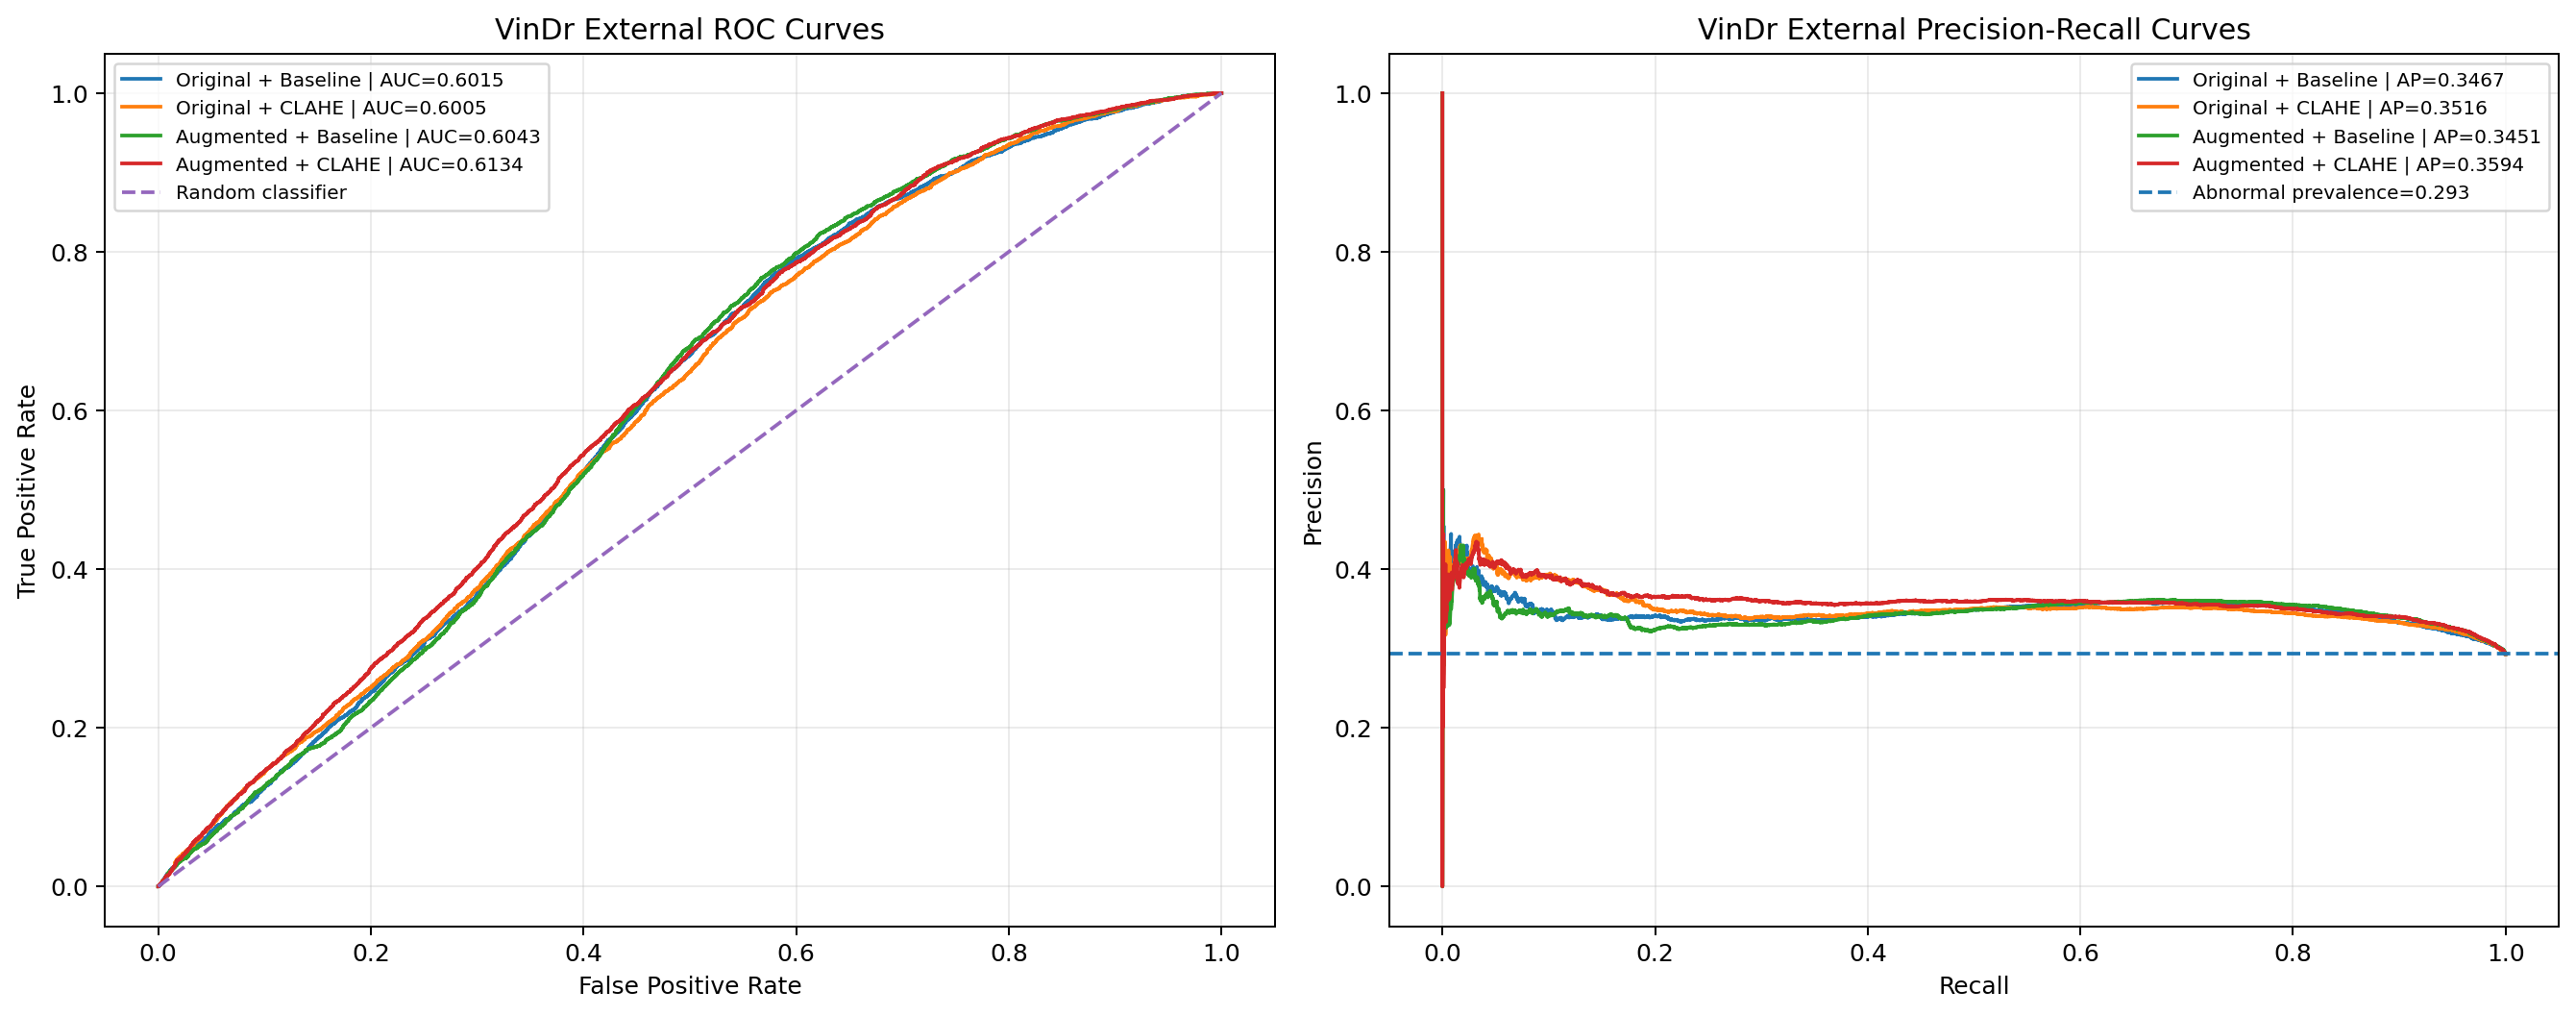 VinDr External ROC Curves
Original + Baseline | AUC=0.6015
Original + CLAHE | AUC=0.6005
Augmented + Baseline | AUC=0.6043
Augmented + CLAHE | AUC=0.6134
Random classifier
True Positive Rate
1.0
0.8
0.6
0.4
0.2
0.0
0.0 0.2 0.4 0.6 0.8 1.0
False Positive Rate
VinDr External Precision-Recall Curves
Original + Baseline | AP=0.3467
Original + CLAHE | AP=0.3516
Augmented + Baseline | AP=0.3451
Augmented + CLAHE | AP=0.3594
Abnormal prevalence=0.293
Precision
1.0
0.8
0.6
0.4
0.2
0.0
0.0 0.2 0.4 0.6 0.8 1.0
Recall